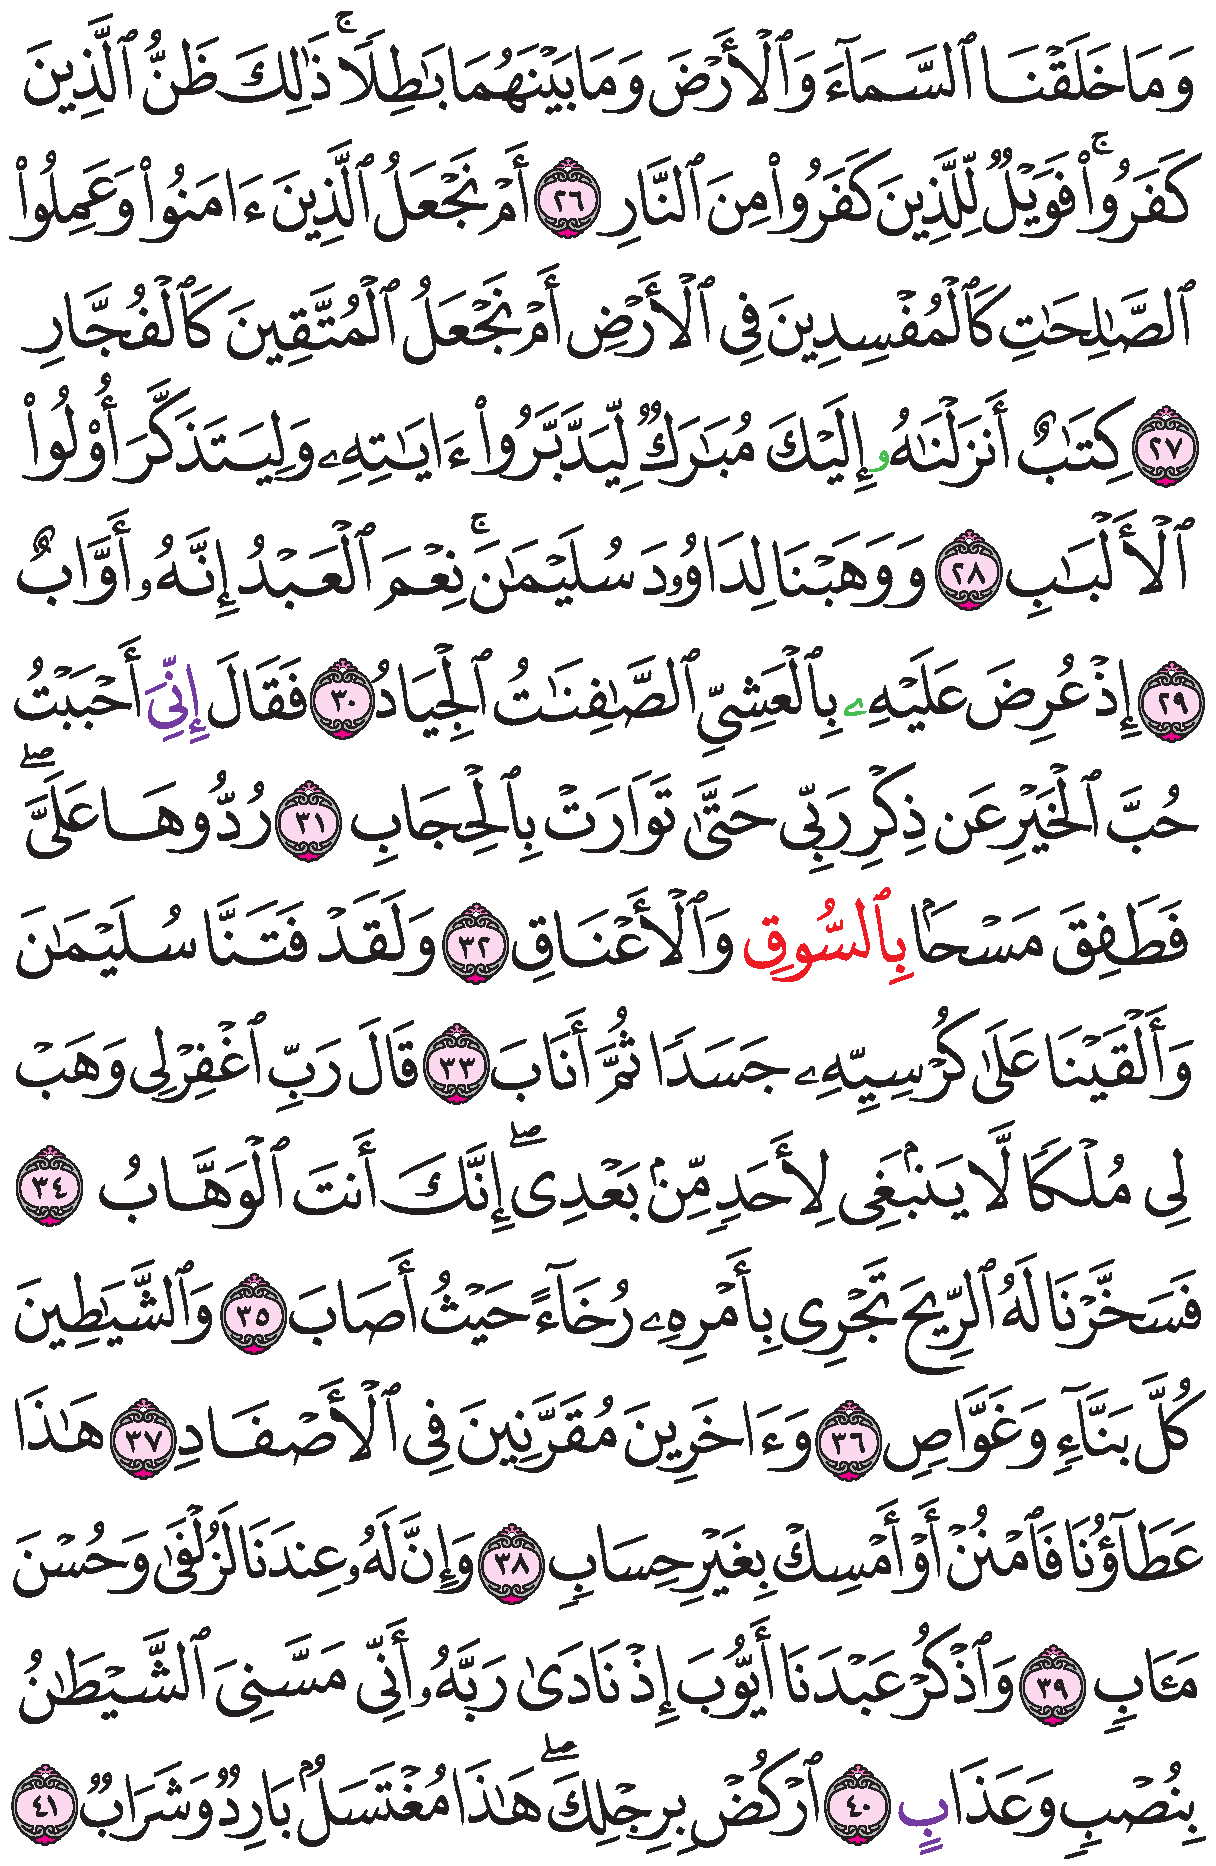 وَمَا خَلَقْنَا ٱلسَّمَآءَ وَٱلْأَرْضَ وَمَا بَيْنَهُمَا بَٰطِلًا ۚ ذَٰلِكَ ظَنُّ ٱلَّذِينَ
كَفَرُوا۟ ۚ فَوَيْلٌ لِّلَّذِينَ كَفَرُوا۟ مِنَ ٱلنَّارِ ٢٦ أَمْ نَجْعَلُ ٱلَّذِينَ ءَامَنُوا۟ وَعَمِلُوا۟
ٱلصَّٰلِحَٰتِ كَٱلْمُفْسِدِينَ فِى ٱلْأَرْضِ أَمْ نَجْعَلُ ٱلْمُتَّقِينَ كَٱلْفُجَّارِ
٢٧ كِتَٰبٌ أَنزَلْنَٰهُۥ إِلَيْكَ مُبَٰرَكٌ لِّيَدَّبَّرُوا۟ ءَايَٰتِهِۦ وَلِيَتَذَكَّرَ أُو۟لُوا۟
ٱلْأَلْبَٰبِ ٢٨ وَوَهَبْنَا لِدَاوُۥدَ سُلَيْمَٰنَ ۚ نِعْمَ ٱلْعَبْدُ إِنَّهُۥ أَوَّابٌ
٢٩ إِذْ عُرِضَ عَلَيْهِۦ بِٱلْعَشِىِّ ٱلصَّٰفِنَٰتُ ٱلْجِيَادُ ٣٠ فَقَالَ إِنِّىَ أَحْبَبْتُ
حُبَّ ٱلْخَيْرِ عَن ذِكْرِ رَبِّى حَتَّىٰ تَوَارَتْ بِٱلْحِجَابِ ٣١ رُدُّوهَا عَلَىَّ ۖ
فَطَفِقَ مَسْحًۢا بِٱلسُّوقِ وَٱلْأَعْنَاقِ ٣٢ وَلَقَدْ فَتَنَّا سُلَيْمَٰنَ
وَأَلْقَيْنَا عَلَىٰ كُرْسِيِّهِۦ جَسَدًا ثُمَّ أَنَابَ ٣٣ قَالَ رَبِّ ٱغْفِرْ لِى وَهَبْ
لِى مُلْكًا لَّا يَنۢبَغِى لِأَحَدٍ مِّنۢ بَعْدِىٓ ۖ إِنَّكَ أَنتَ ٱلْوَهَّابُ ٣٤
فَسَخَّرْنَا لَهُ ٱلرِّيحَ تَجْرِى بِأَمْرِهِۦ رُخَآءً حَيْثُ أَصَابَ ٣٥ وَٱلشَّيَٰطِينَ
كُلَّ بَنَّآءٍ وَغَوَّاصٍ ٣٦ وَءَاخَرِينَ مُقَرَّنِينَ فِى ٱلْأَصْفَادِ ٣٧ هَٰذَا
عَطَآؤُنَا فَٱمْنُنْ أَوْ أَمْسِكْ بِغَيْرِ حِسَابٍ ٣٨ وَإِنَّ لَهُۥ عِندَنَا لَزُلْفَىٰ وَحُسْنَ
مَـَٔابٍ ٣٩ وَٱذْكُرْ عَبْدَنَا أَيُّوبَ إِذْ نَادَىٰ رَبَّهُۥ أَنِّى مَسَّنِىَ ٱلشَّيْطَٰنُ
بِنُصْبٍ وَعَذَابٍ ٤٠ ٱرْكُضْ بِرِجْلِكَ ۖ هَٰذَا مُغْتَسَلٌۢ بَارِدٌ وَشَرَابٌ ٤١